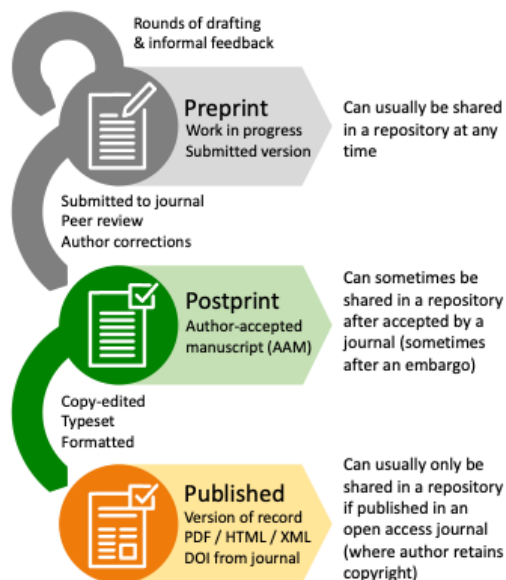 Rounds of drafting
& informal feedback
Preprint
Work in progress
Submitted version
Can usually be shared
in a repository at any
time
Submitted to journal
Peer review
Author corrections
Postprint
Author-accepted
manuscript (AAM)
Can sometimes be
shared in a repository
after accepted by a
journal (sometimes
after an embargo)
Copy-edited
Typeset
Formatted
Published
Version of record
PDF / HTML / XML
DOI from journal
Can usually only be
shared in a repository
if published in an
open access journal
(where author retains
copyright)